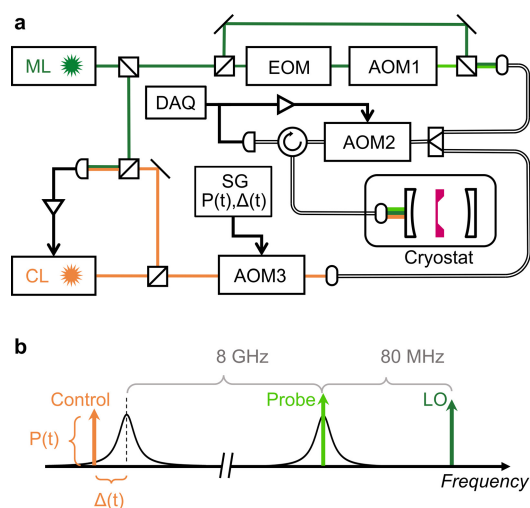 a
ML
EOM
AOM1
DAQ
AOM2
SG
P(t),Δ(t)
Cryostat
CL
AOM3
b
8 GHz
80 MHz
Control
Probe
LO
P(t)
Δ(t)
Frequency